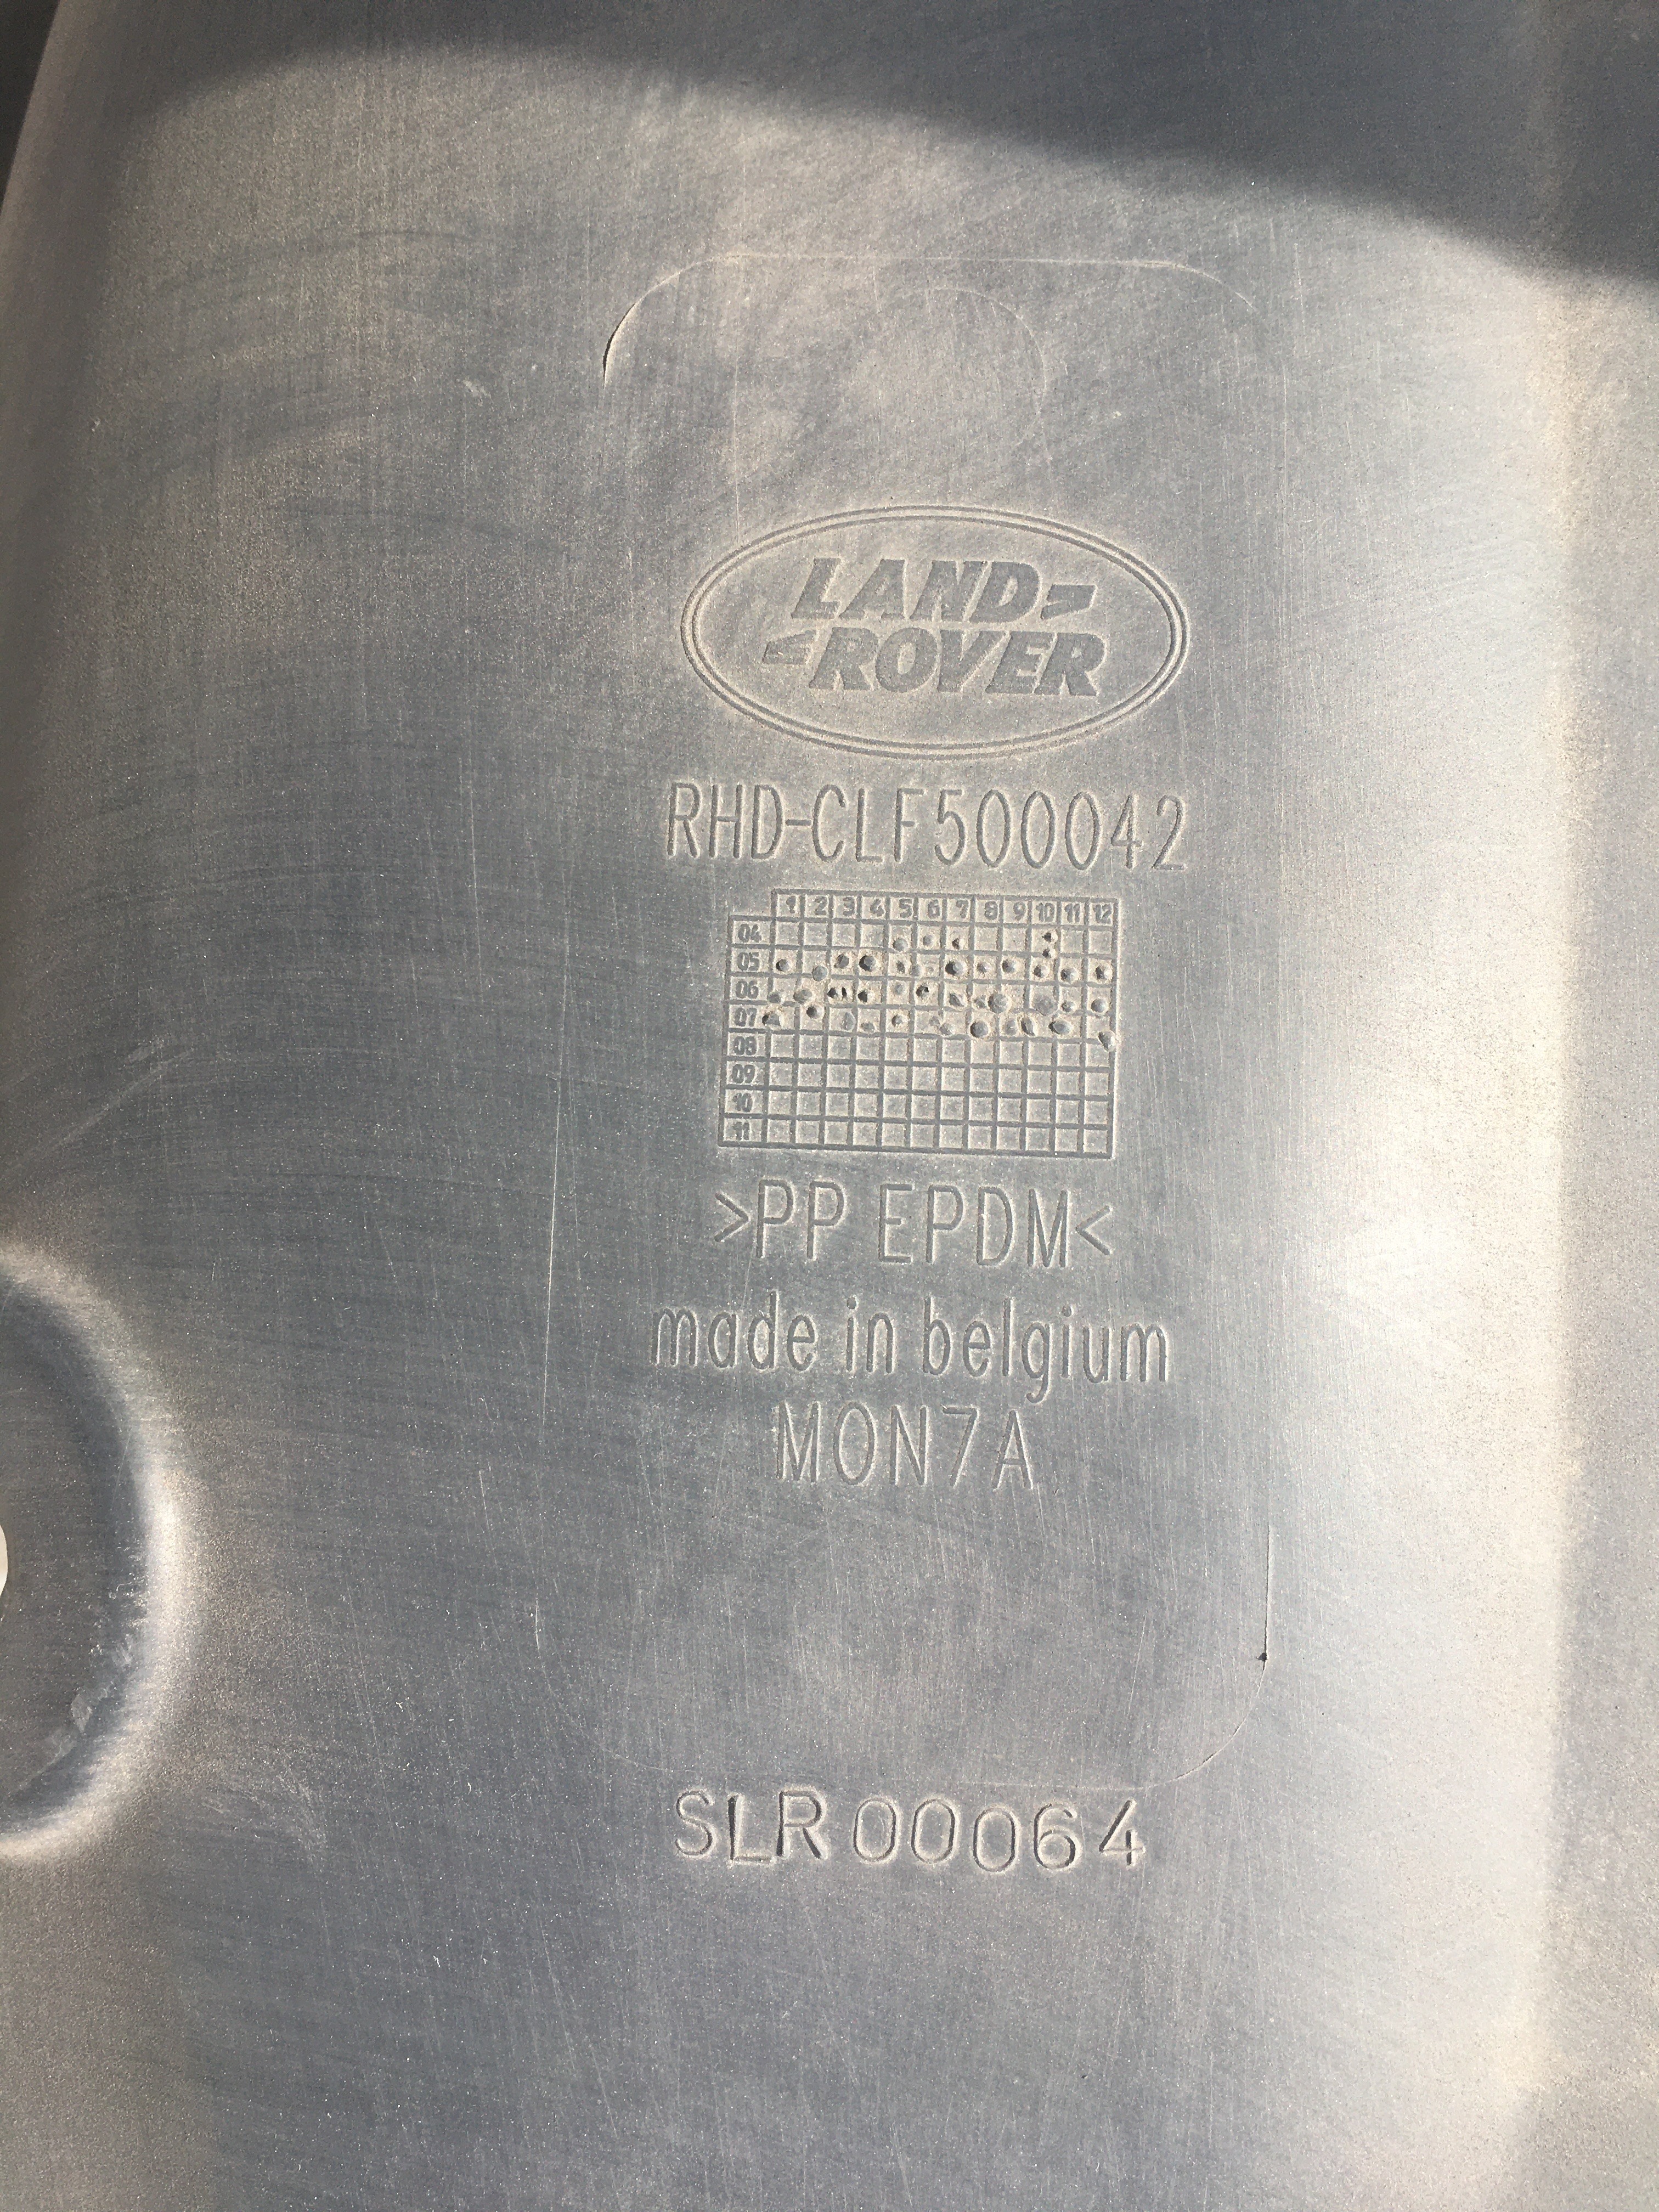 LAND
ROVER
RHD-CLF500042
1 2 3 4 5 6 7 8 9 10 11 12
04
05
06
07
08
09
10
11
>PP EPDM<
made in belgium
MON7A
SLR00064